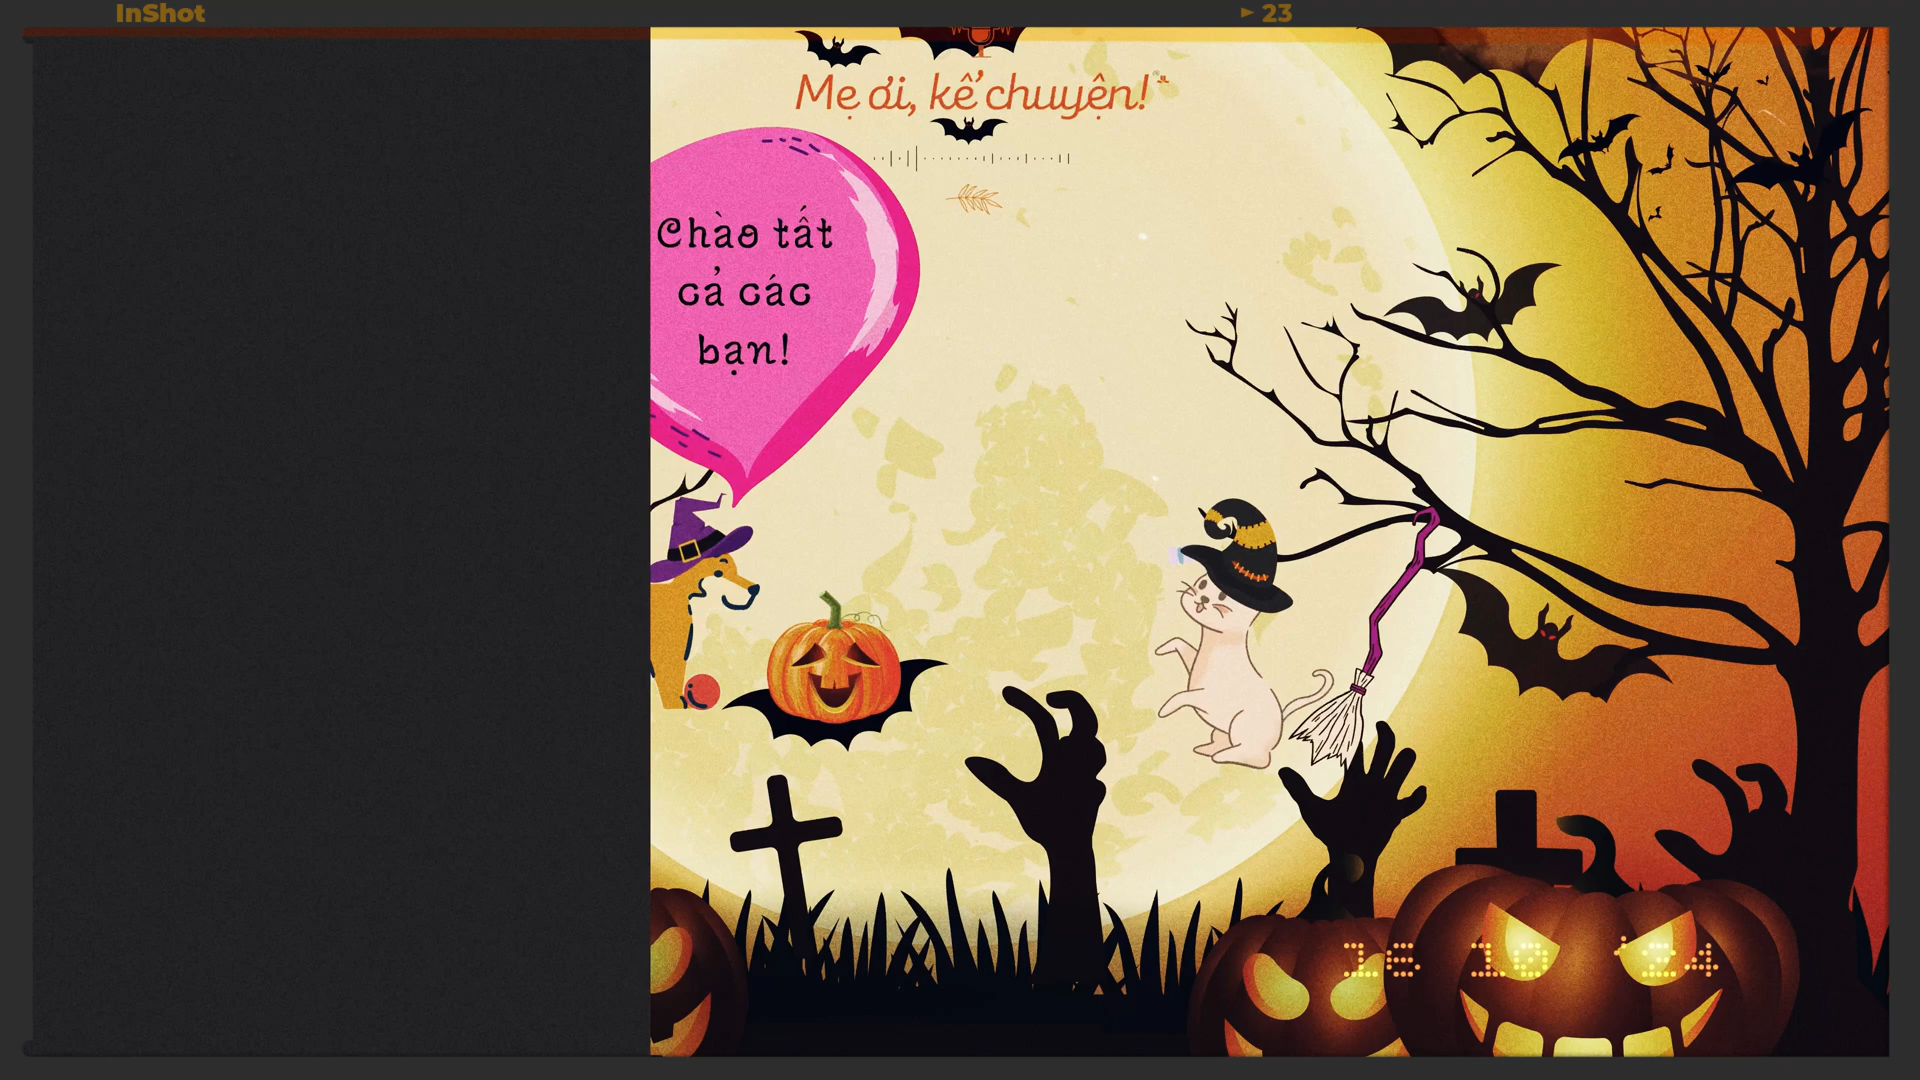 InShot
23
Mẹ ơi, kể chuyện!
Chào tất
cả các
bạn!
16 10 '24